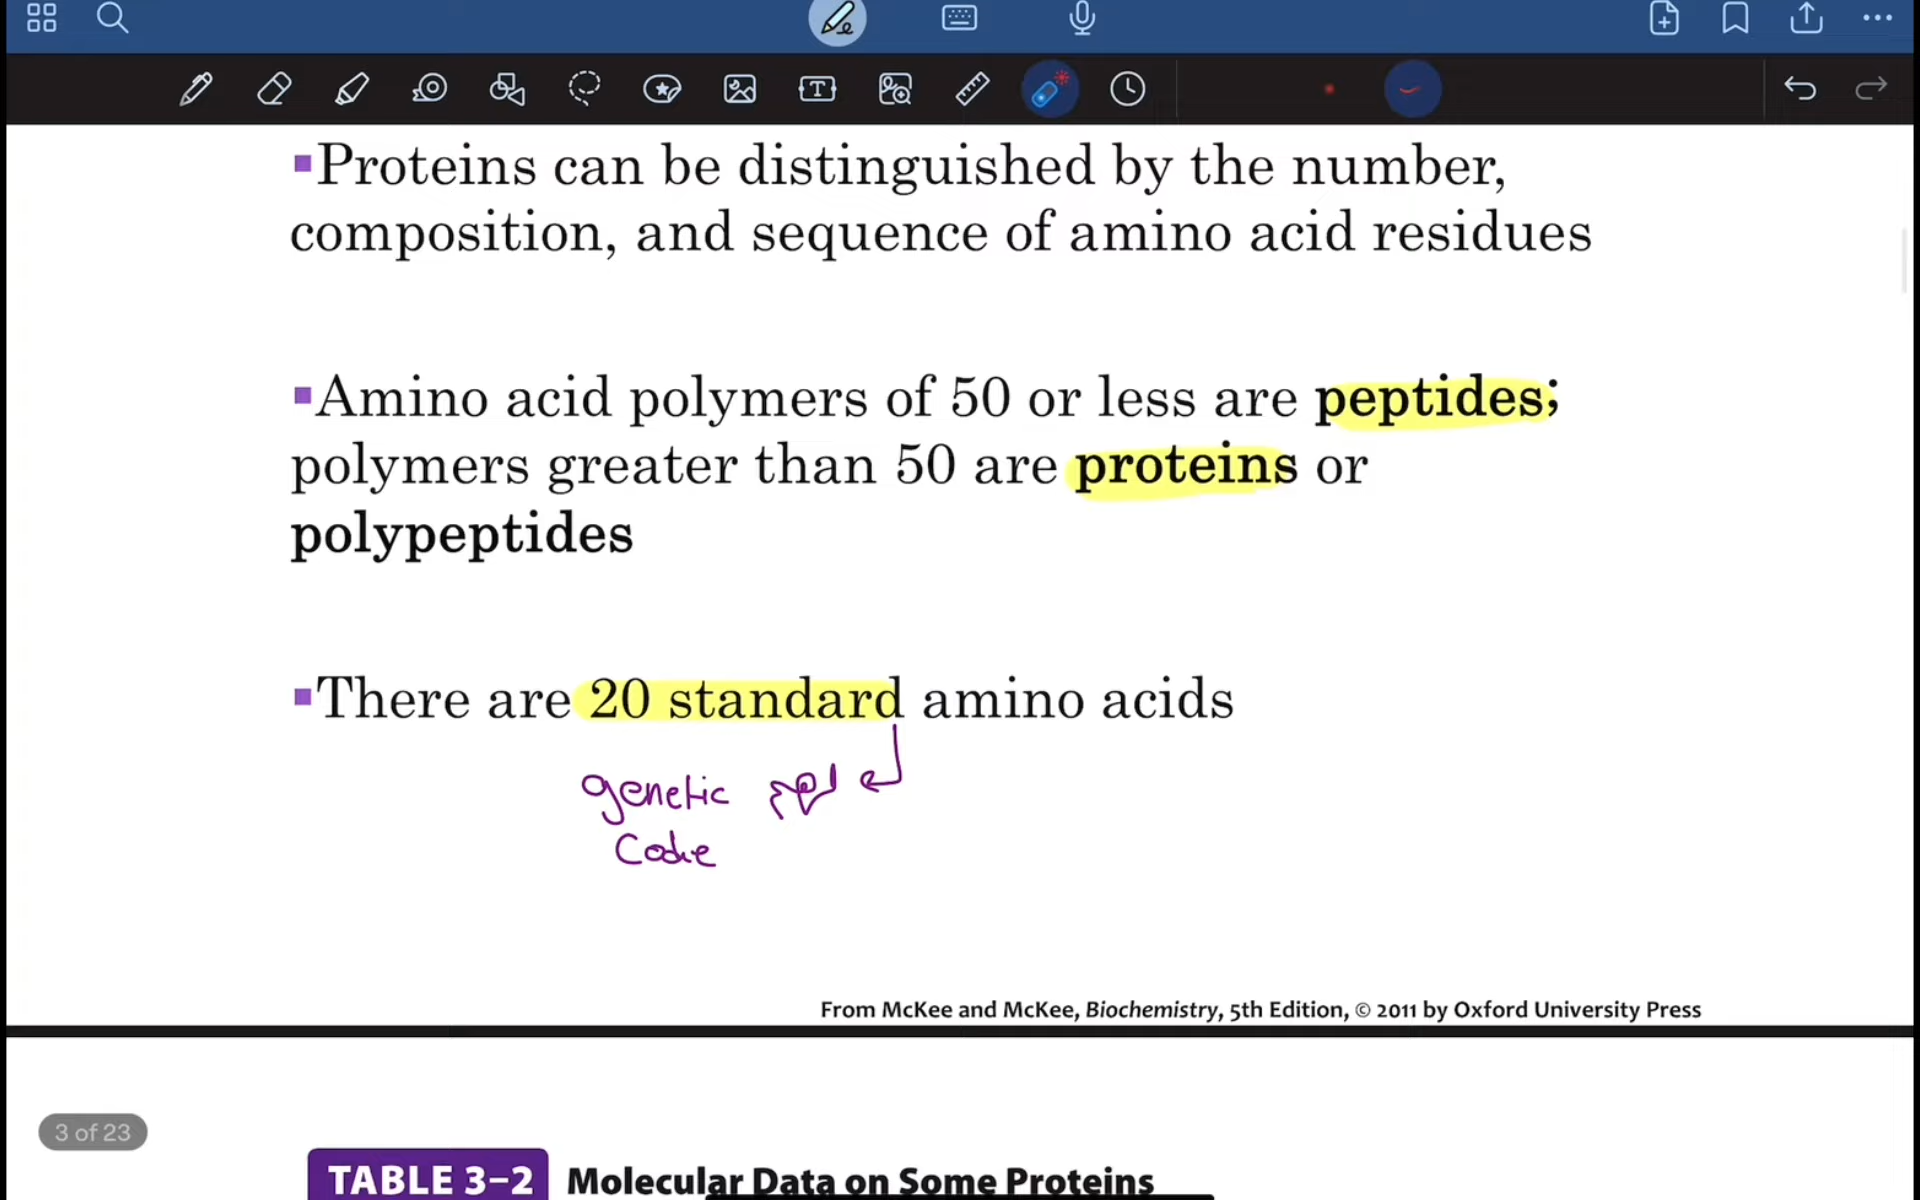 Proteins can be distinguished by the number,
composition, and sequence of amino acid residues
Amino acid polymers of 50 or less are peptides;
polymers greater than 50 are proteins or
polypeptides
There are 20 standard amino acids
genetic
Code
From McKee and McKee, Biochemistry, 5th Edition, © 2011 by Oxford University Press
3 of 23
TABLE 3–2 Molecular Data on Some Proteins